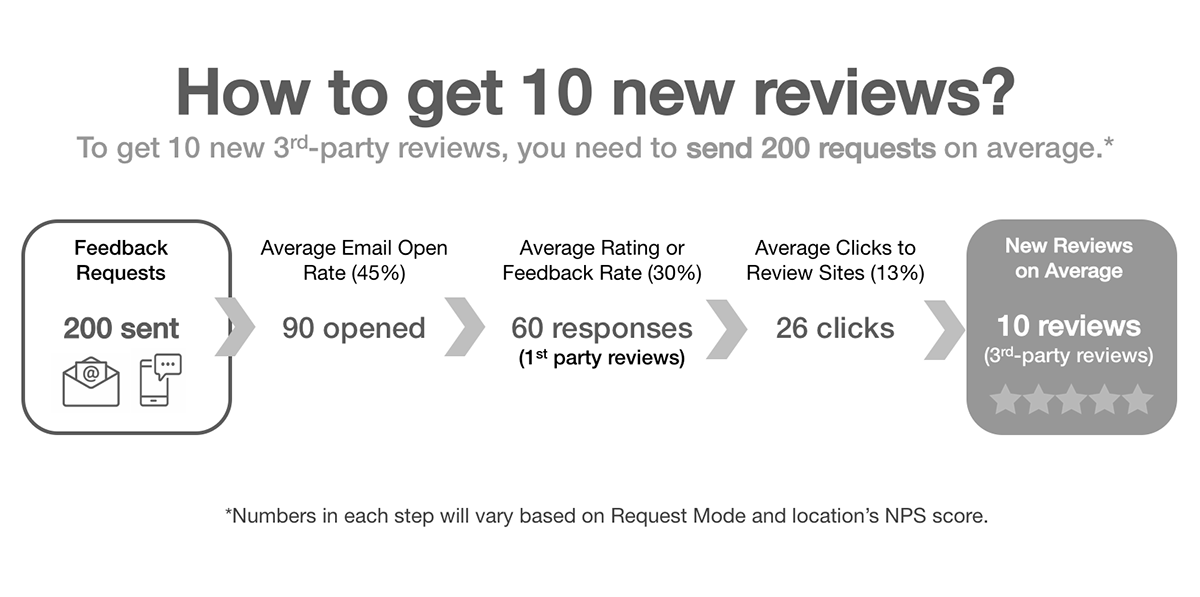 How to get 10 new reviews?
To get 10 new 3rd-party reviews, you need to send 200 requests on average.*
Feedback
Requests
200 sent
@
Average Email Open
Rate (45%)
90 opened
Average Rating or
Feedback Rate (30%)
60 responses
(1st party reviews)
Average Clicks to
Review Sites (13%)
26 clicks
New Reviews
on Average
10 reviews
(3rd-party reviews)
*Numbers in each step will vary based on Request Mode and location's NPS score.